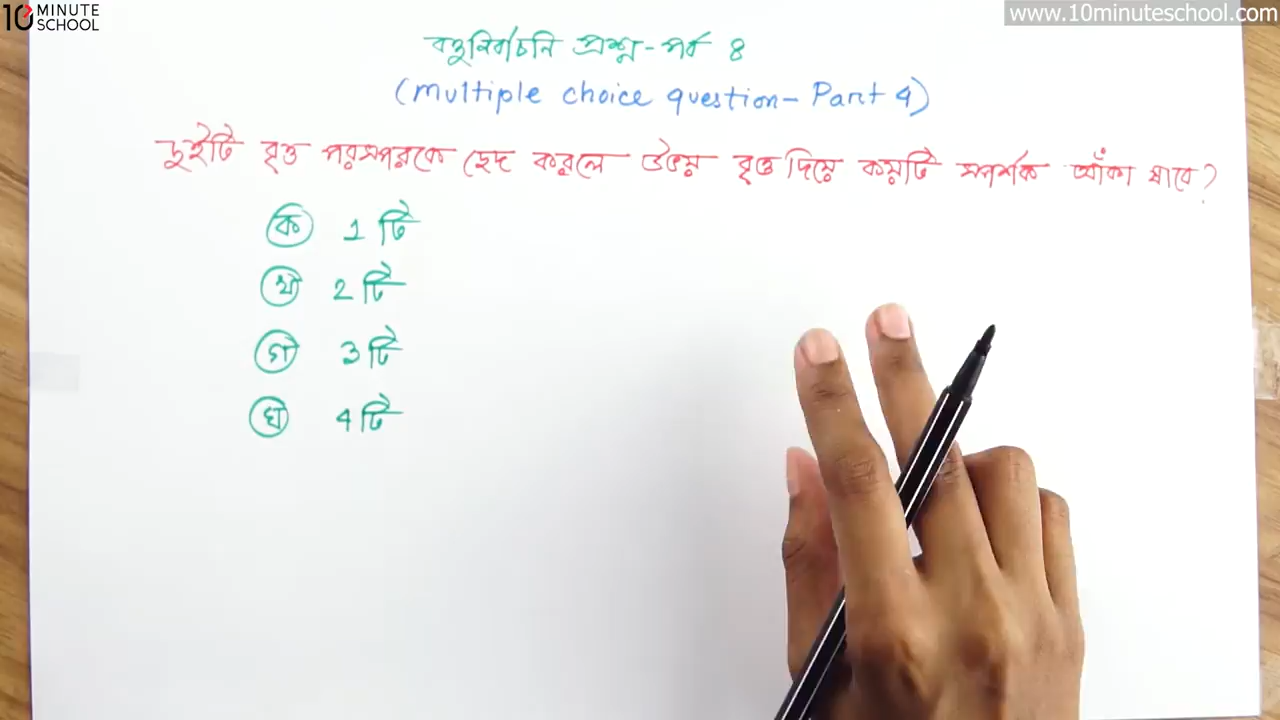 10 MINUTE SCHOOL
www.10minuteschool.com
বহুনির্বাচনি প্রশ্ন - পর্ব ৪
(multiple choice question - Part 4)
দুইটি বৃত্ত পরস্পরকে ছেদ করলে উভয় বৃত্ত দিয়ে কয়টি স্পর্শক আঁকা যাবে?
ক 1 টি
খ 2 টি
গ 3 টি
ঘ 4 টি